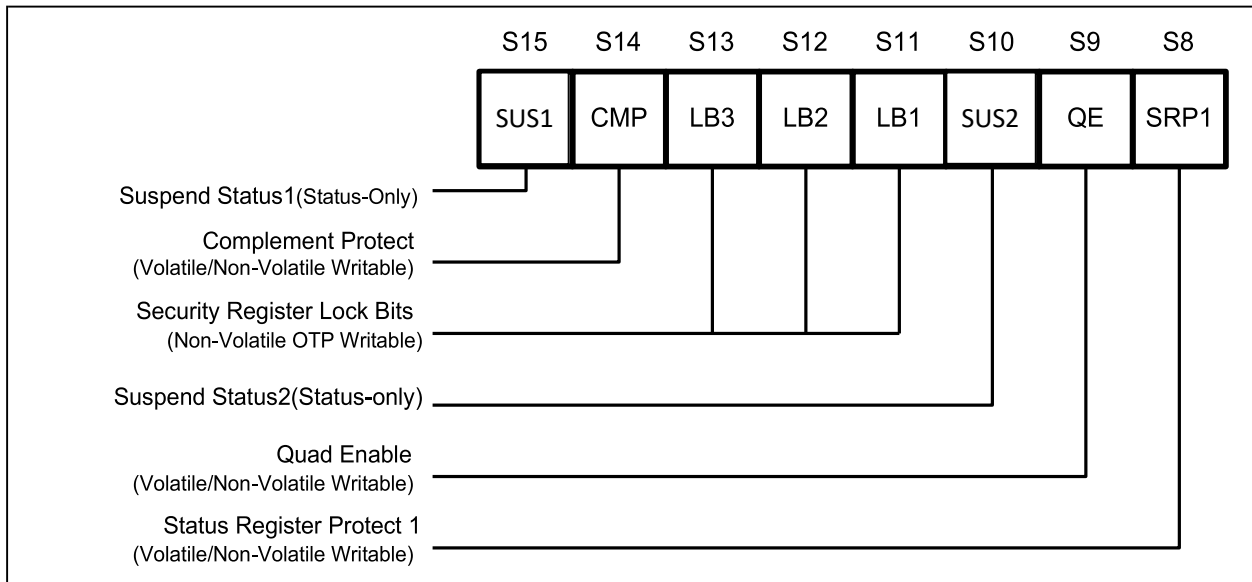 S15 S14 S13 S12 S11 S10 S9 S8
SUS1 CMP LB3 LB2 LB1 SUS2 QE SRP1
Suspend Status1(Status-Only)
Complement Protect
(Volatile/Non-Volatile Writable)
Security Register Lock Bits
(Non-Volatile OTP Writable)
Suspend Status2(Status-only)
Quad Enable
(Volatile/Non-Volatile Writable)
Status Register Protect 1
(Volatile/Non-Volatile Writable)